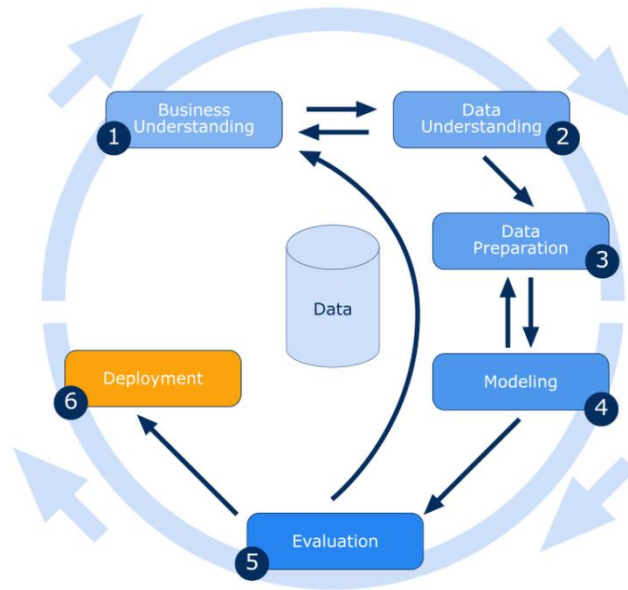 Business
Understanding
1
Data
Understanding
2
Data
Preparation
3
Data
Deployment
6
Modeling
4
Evaluation
5